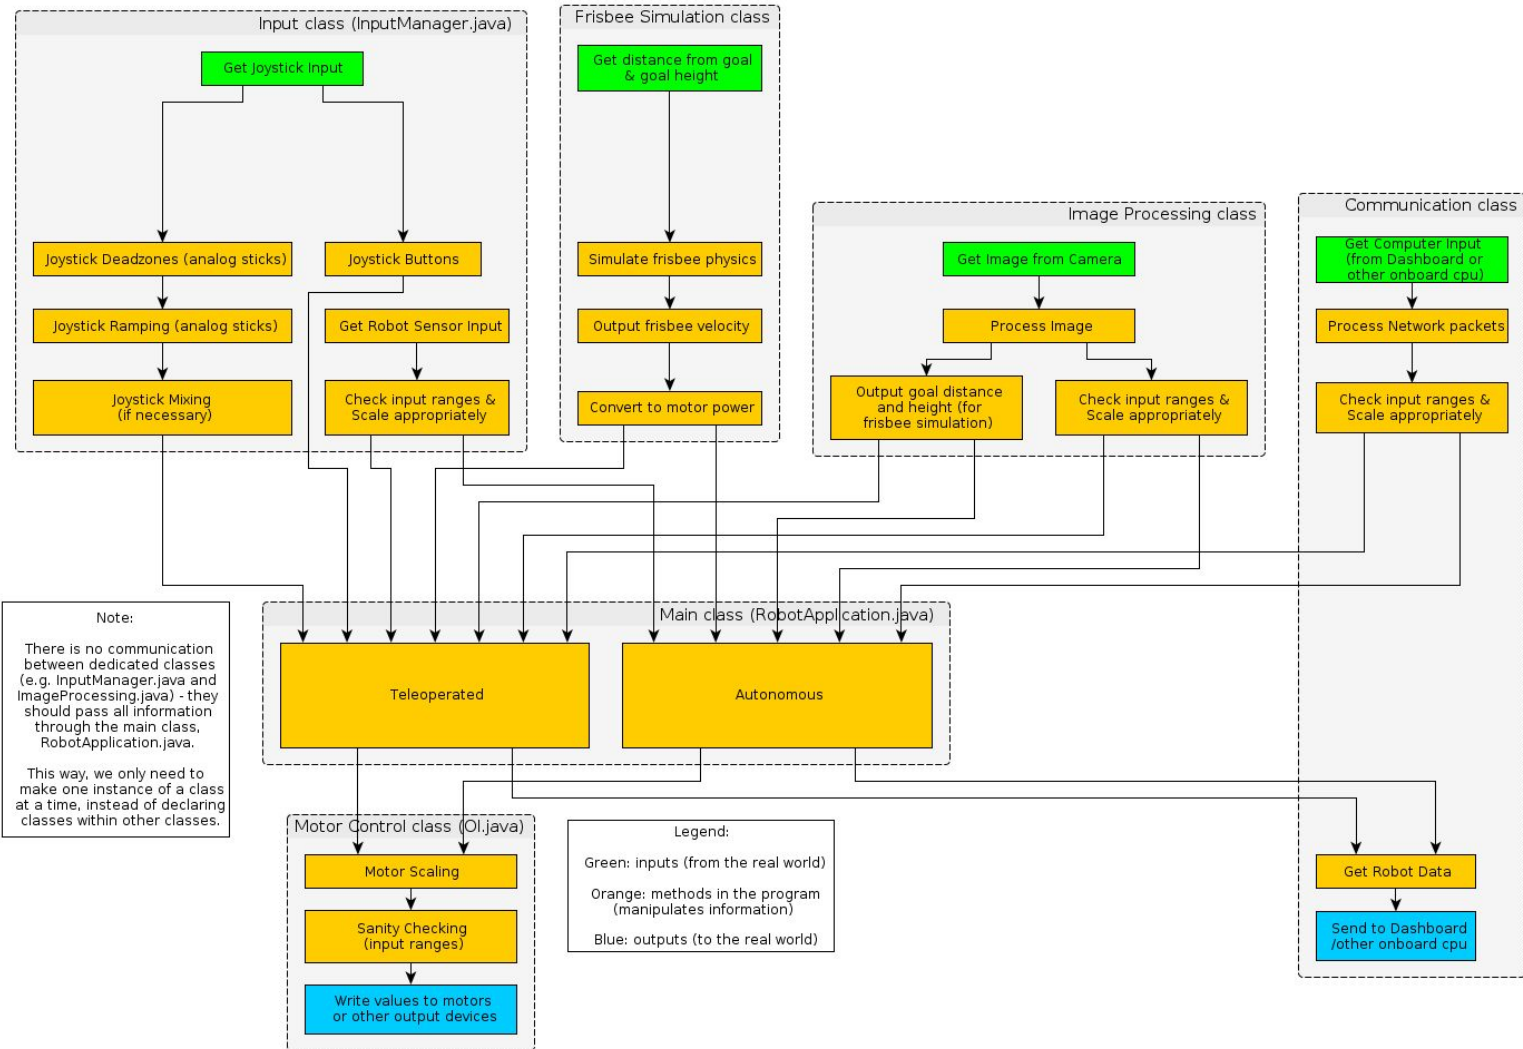 Input class (InputManager.java)
Get Joystick Input
Joystick Deadzones (analog sticks)
Joystick Buttons
Joystick Ramping (analog sticks)
Get Robot Sensor Input
Joystick Mixing
(if necessary)
Check input ranges &
Scale appropriately
Frisbee Simulation class
Get distance from goal
& goal height
Simulate frisbee physics
Output frisbee velocity
Convert to motor power
Image Processing class
Get Image from Camera
Process Image
Output goal distance
and height (for
frisbee simulation)
Check input ranges &
Scale appropriately
Communication class
Get Computer Input
(from Dashboard or
other onboard cpu)
Process Network packets
Check input ranges &
Scale appropriately
Note:
There is no communication
between dedicated classes
(e.g. InputManager.java and
ImageProcessing.java) - they
should pass all information
through the main class,
RobotApplication.java.
This way, we only need to
make one instance of a class
at a time, instead of declaring
classes within other classes.
Main class (RobotApplication.java)
Teleoperated
Autonomous
Motor Control class (OI.java)
Motor Scaling
Sanity Checking
(input ranges)
Write values to motors
or other output devices
Legend:
Green: inputs (from the real world)
Orange: methods in the program
(manipulates information)
Blue: outputs (to the real world)
Get Robot Data
Send to Dashboard
/other onboard cpu